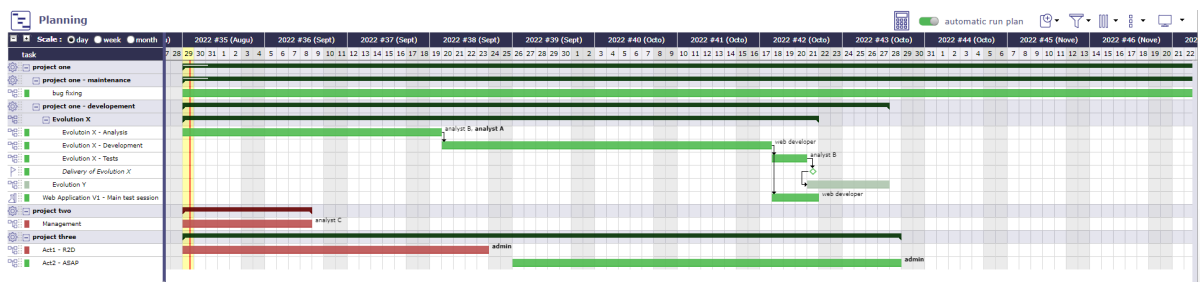 Planning
automatic run plan
Scale : day week month
) 2022 #35 (Augu) 2022 #36 (Sept) 2022 #37 (Sept) 2022 #38 (Sept) 2022 #39 (Sept) 2022 #40 (Octo) 2022 #41 (Octo) 2022 #42 (Octo) 2022 #43 (Octo) 2022 #44 (Octo) 2022 #45 (Nove) 2022 #46 (Nove) 202
task
7 28 29 30 31 1 2 3 4 5 6 7 8 9 10 11 12 13 14 15 16 17 18 19 20 21 22 23 24 25 26 27 28 29 30 1 2 3 4 5 6 7 8 9 10 11 12 13 14 15 16 17 18 19 20 21 22 23 24 25 26 27 28 29 30 31 1 2 3 4 5 6 7 8 9 10 11 12 13 14 15 16 17 18 19 20 21 22
project one
project one - maintenance
bug fixing
project one - developement
Evolution X
Evolutoin X - Analysis analyst B, analyst A
Evolution X - Development web developer
Evolution X - Tests analyst B
Delivery of Evolution X
Evolution Y
Web Application V1 - Main test session web developer
project two
Management analyst C
project three
Act1 - R2D admin
Act2 - ASAP admin